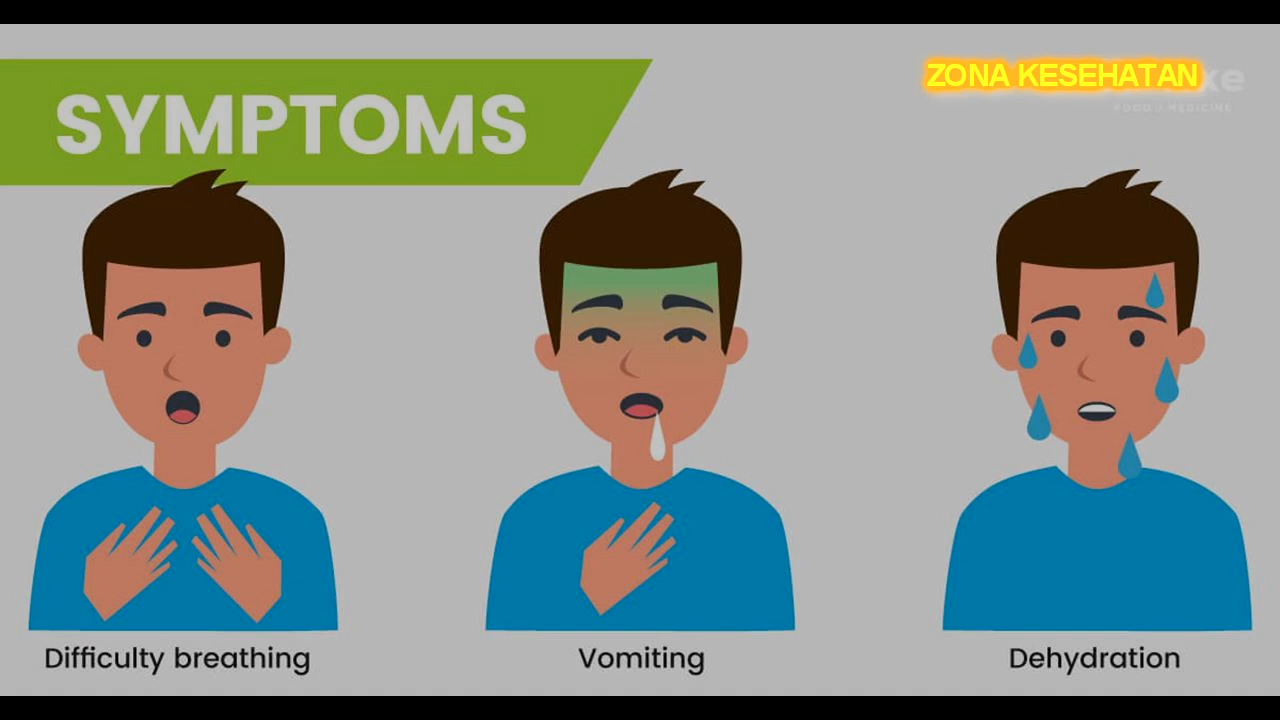 ZONA KESEHATAN
SYMPTOMS
Difficulty breathing
Vomiting
Dehydration